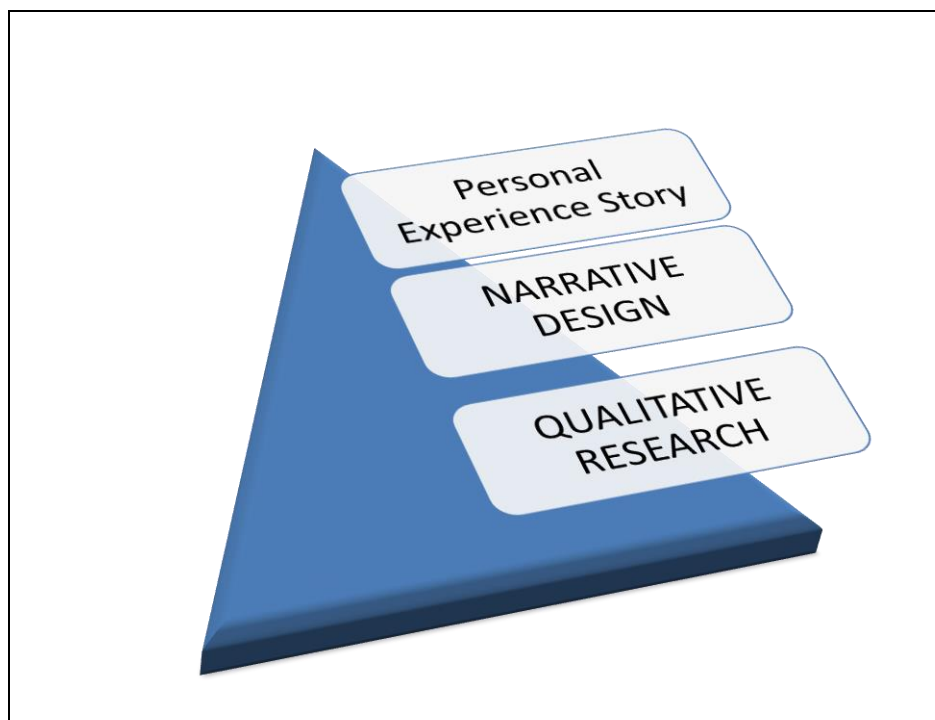 Personal
Experience Story
NARRATIVE
DESIGN
QUALITATIVE
RESEARCH